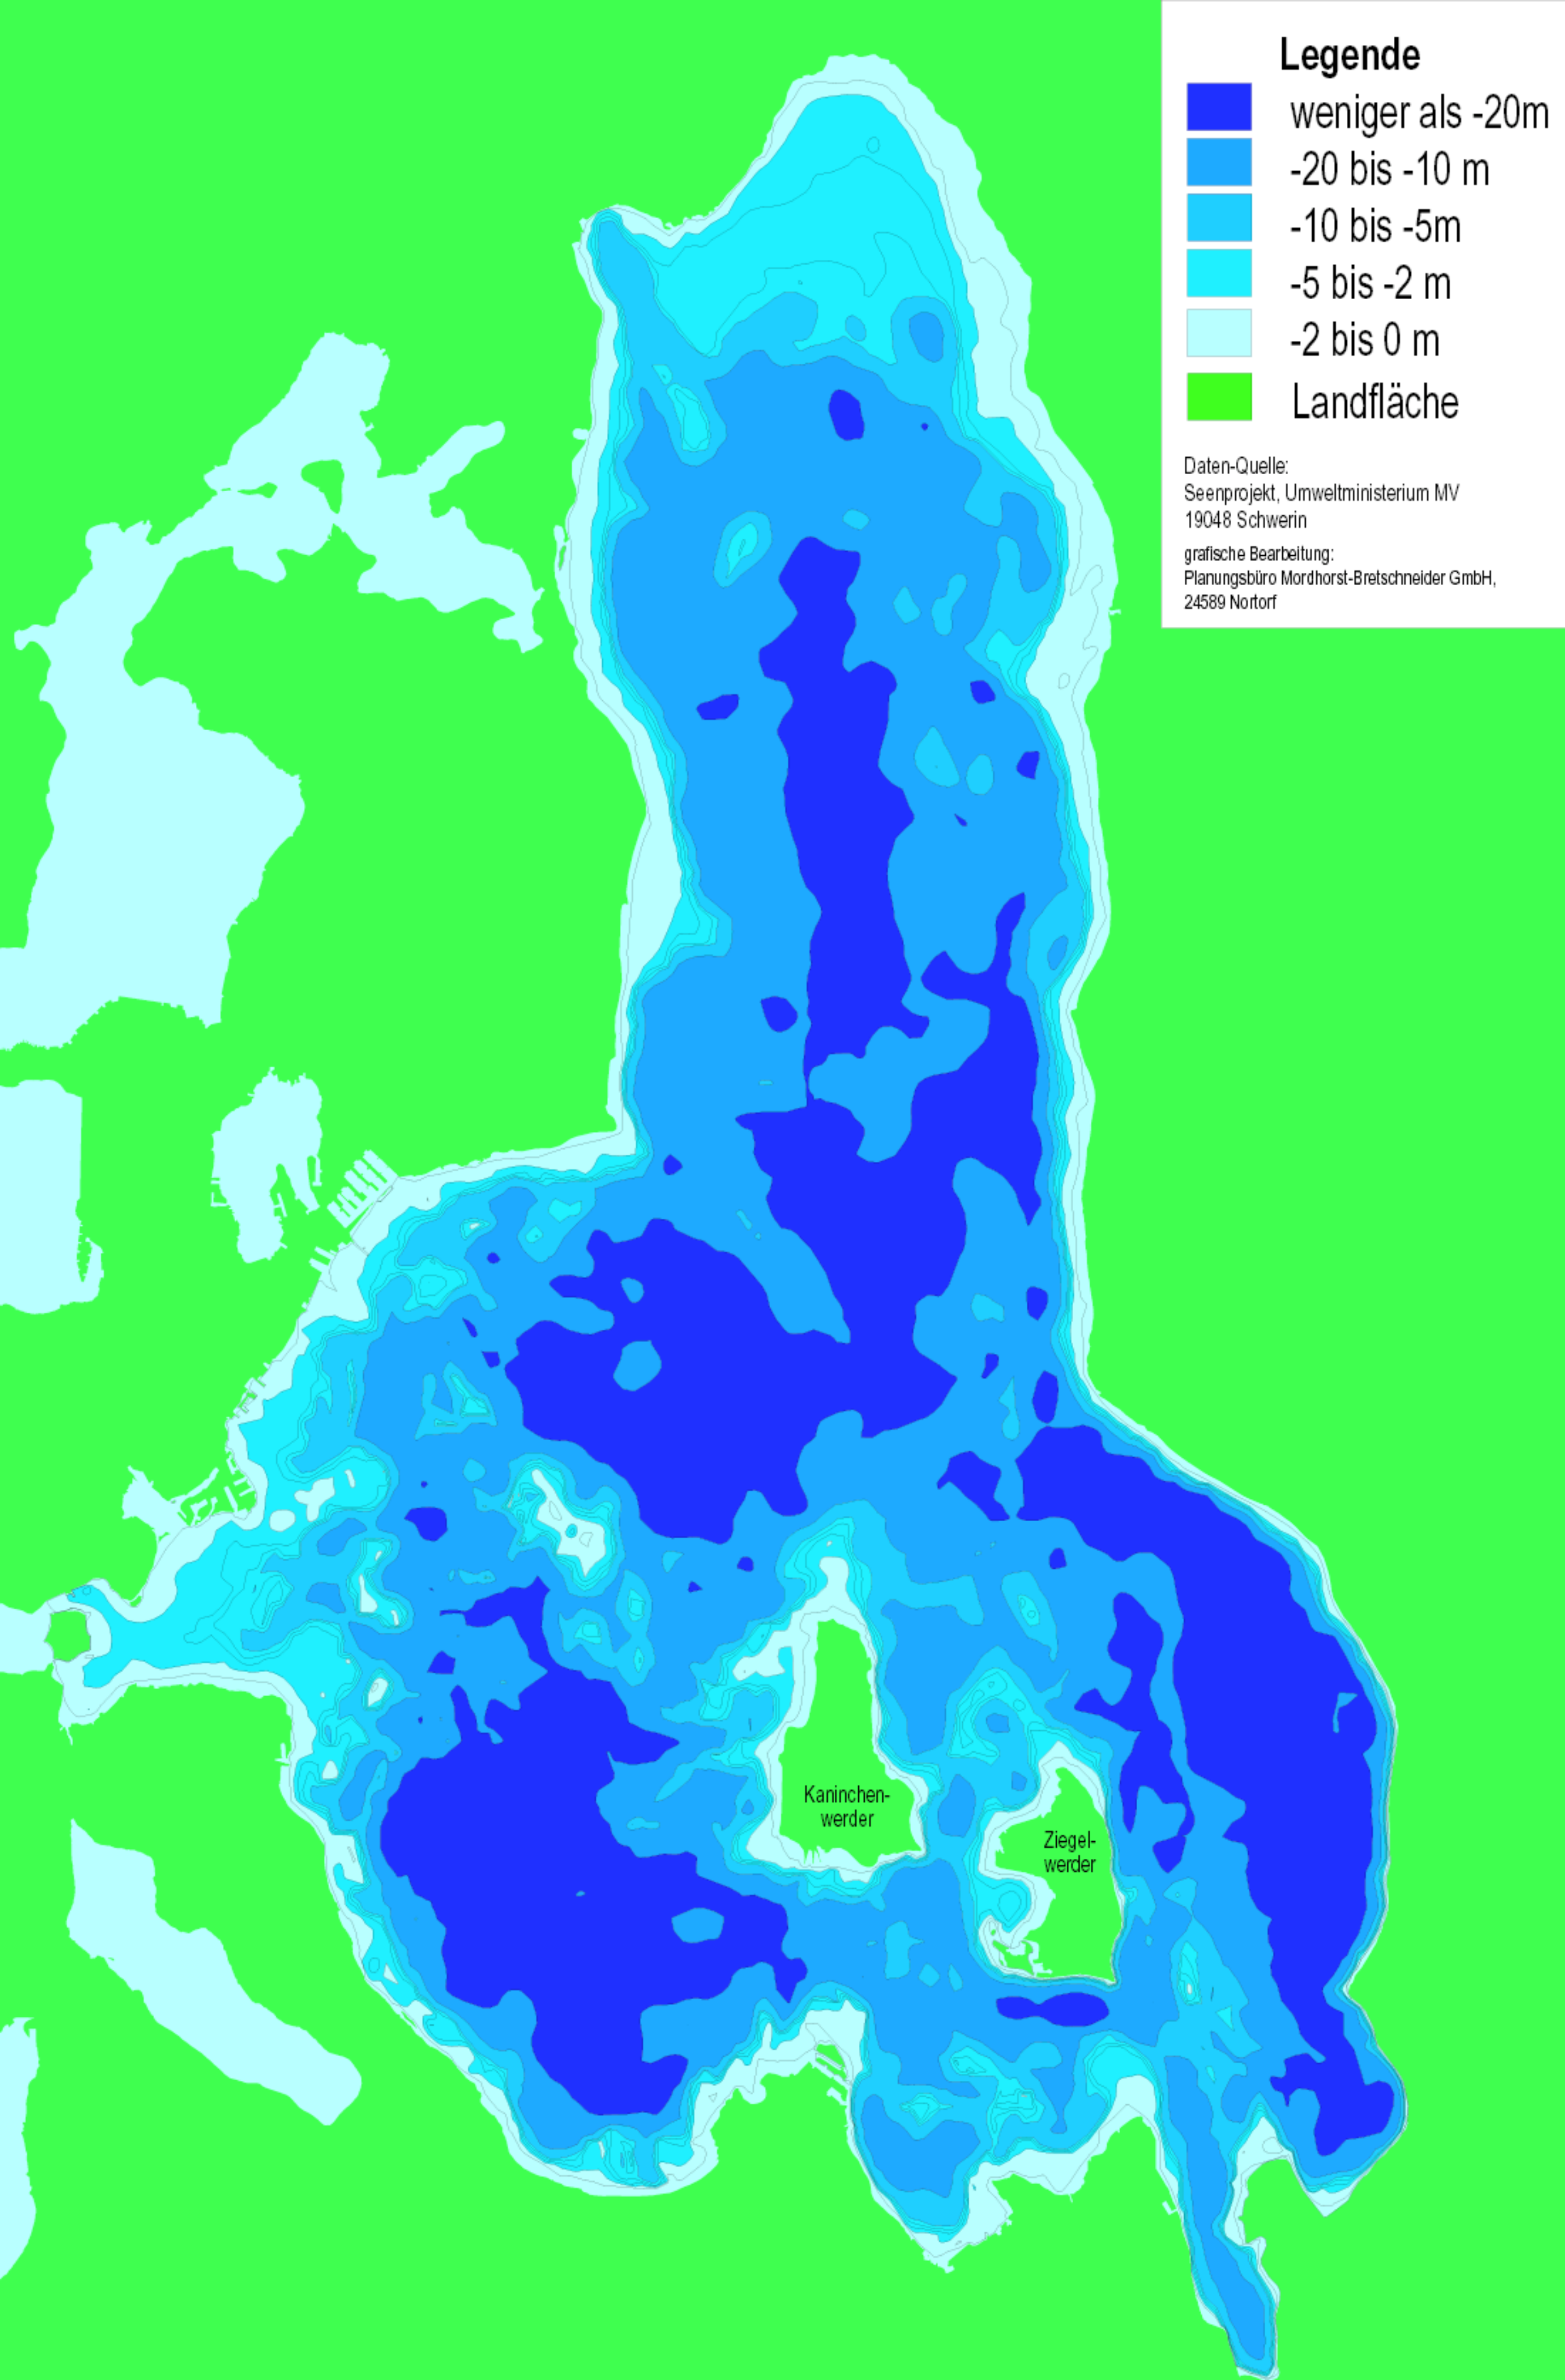 Legende
weniger als -20m
-20 bis -10 m
-10 bis -5m
-5 bis -2 m
-2 bis 0 m
Landfläche
Daten-Quelle:
Seenprojekt, Umweltministerium MV
19048 Schwerin
grafische Bearbeitung:
Planungsbüro Mordhorst-Bretschneider GmbH,
24589 Nortorf
Kaninchen-
werder
Ziegel-
werder